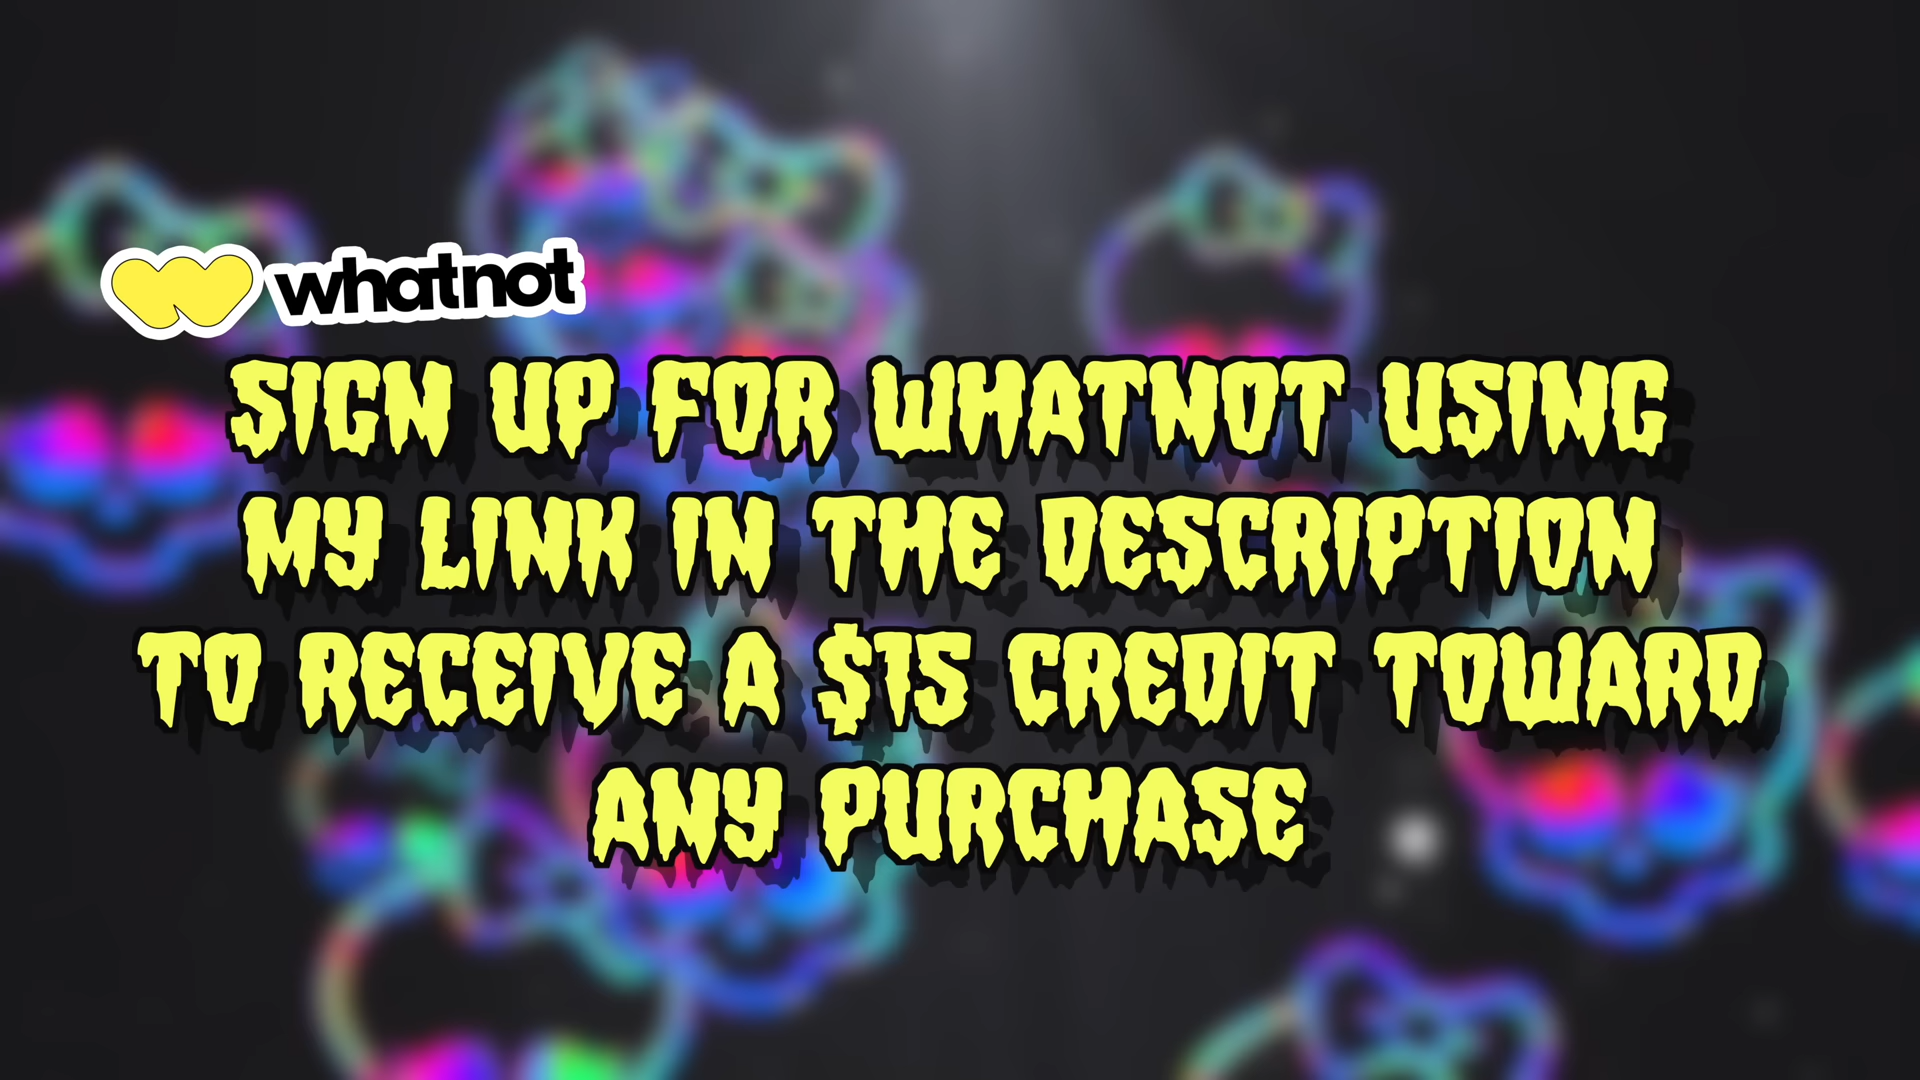 whatnot
SIGN UP FOR WHATNOT USING
MY LINK IN THE DESCRIPTION
TO RECEIVE A $15 CREDIT TOWARD
ANY PURCHASE